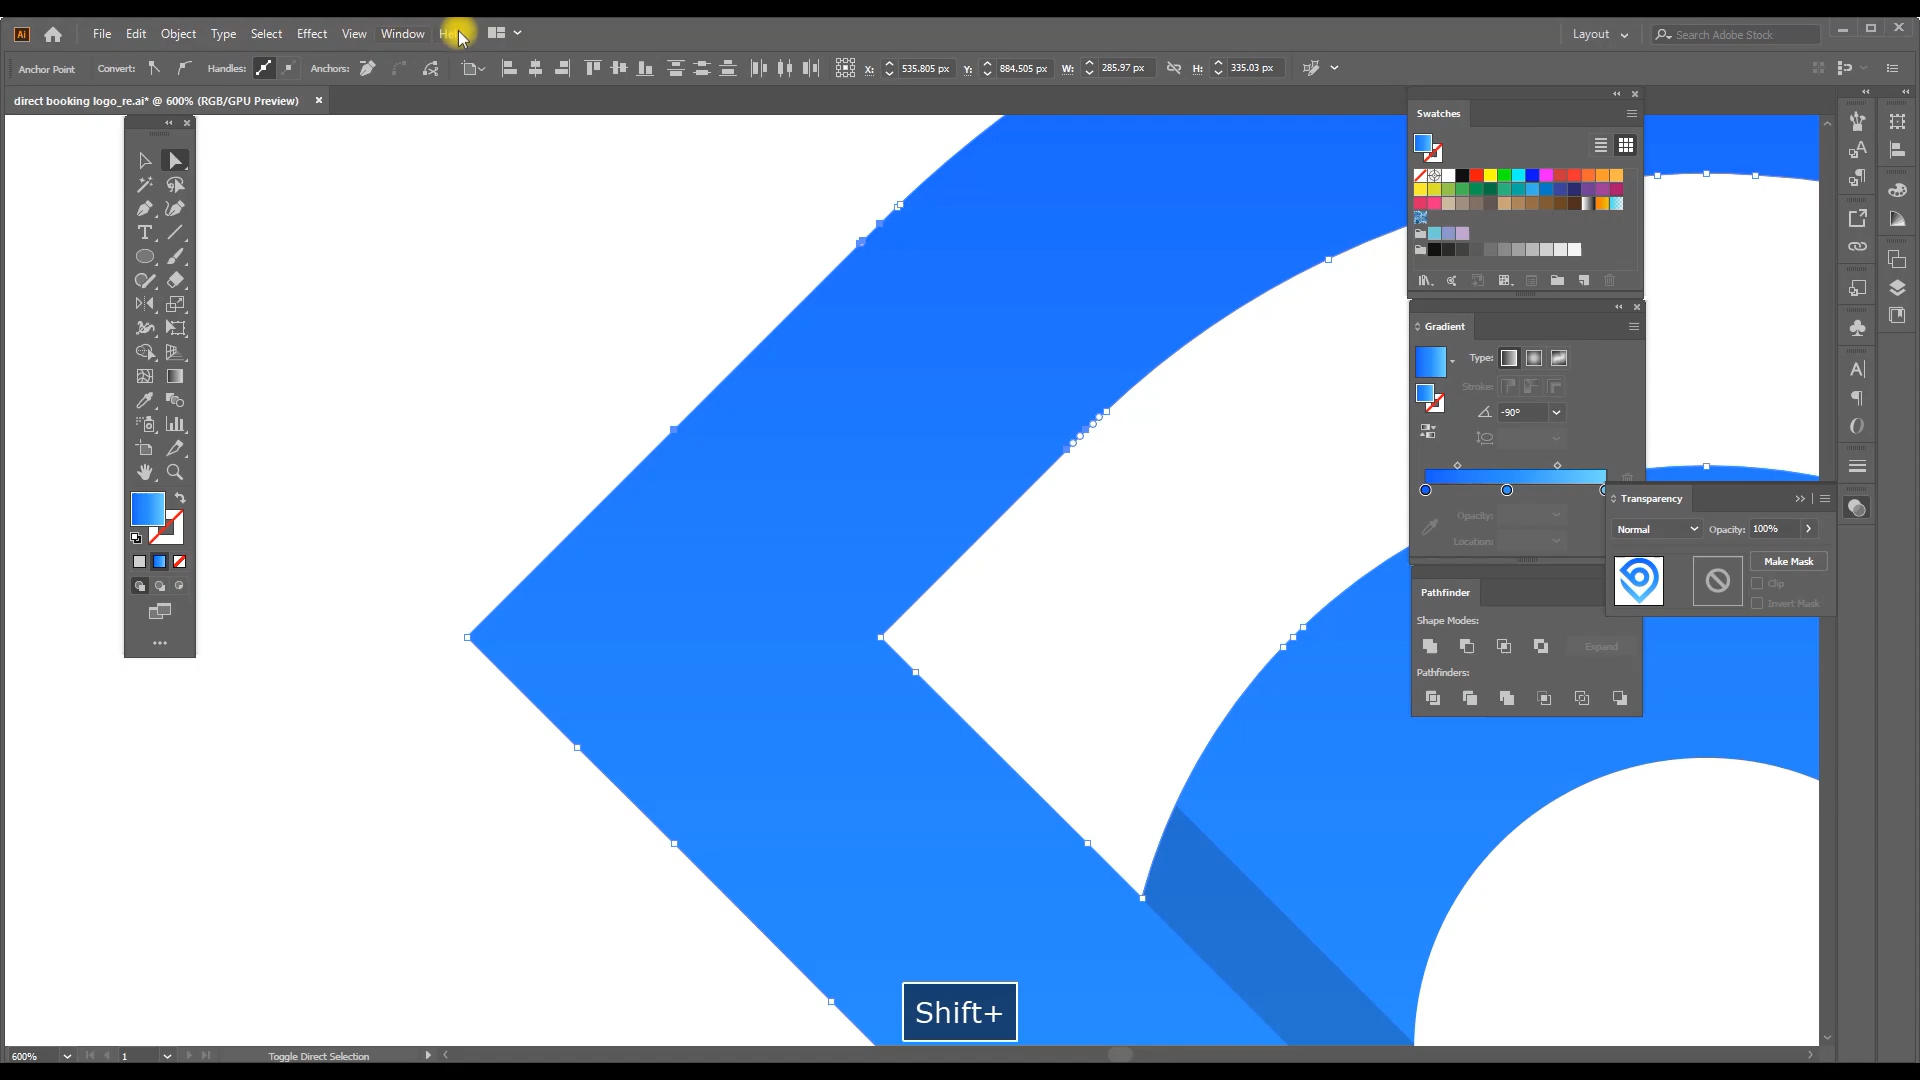 Ai File Edit Object Type Select Effect View Window Layout Search Adobe Stock
Anchor Point Convert: Handles: Anchors: X: 535.805 px Y: 884.505 px W: 285.97 px H: 335.03 px
direct booking logo_re.ai* @ 600% (RGB/GPU Preview) ×
Swatches
Gradient
Type:
Stroke:
-90°
Opacity:
Location:
Transparency
Normal Opacity: 100%
Make Mask
Clip
Invert Mask
Pathfinder
Shape Modes:
Expand
Pathfinders:
Shift+
600% 1 Toggle Direct Selection